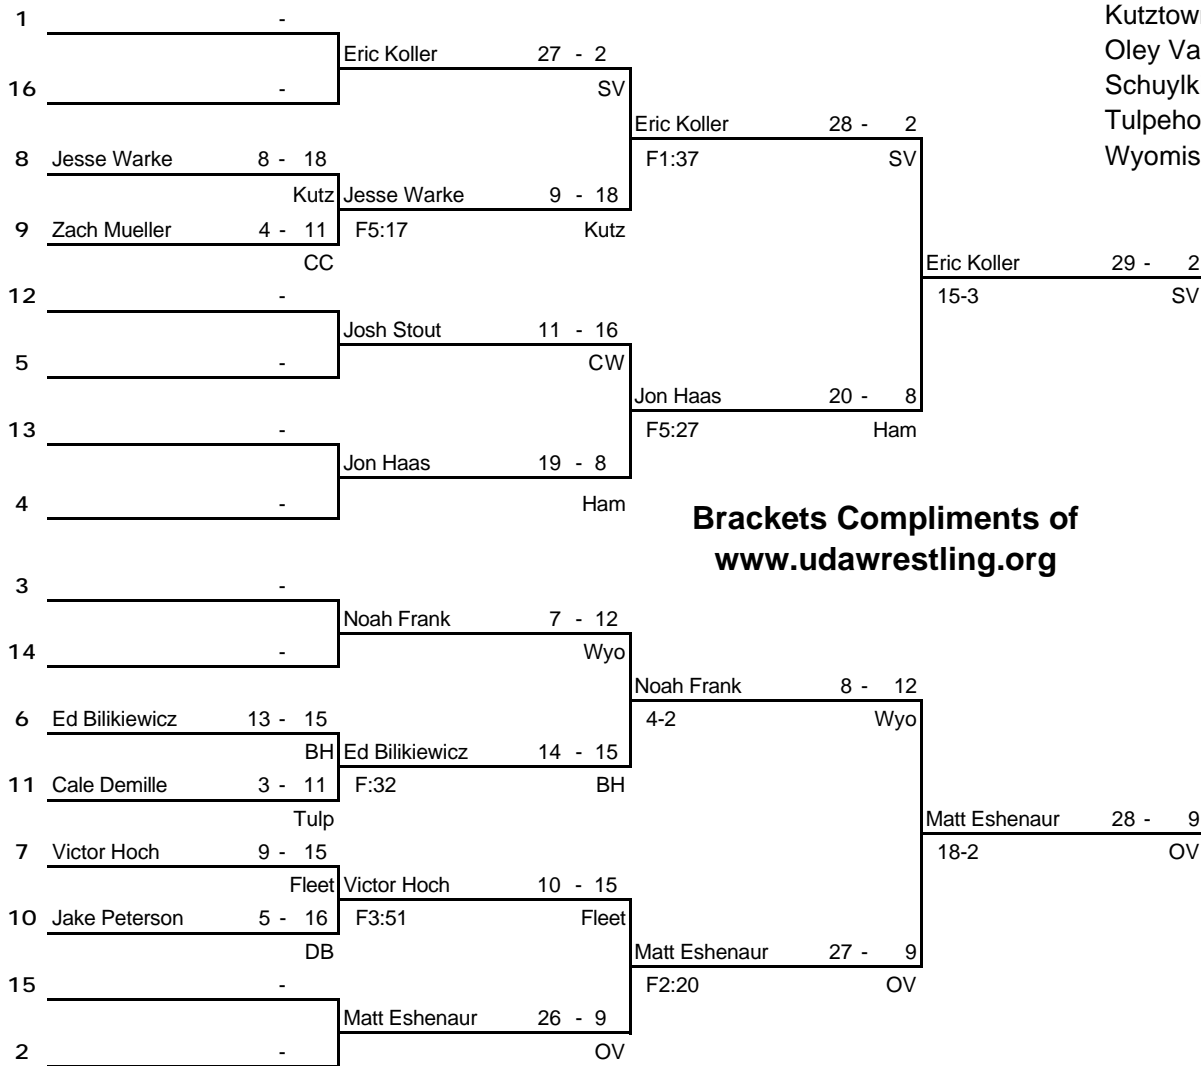 1 -
Kutztow
Eric Koller 27 - 2
Oley Va
16 - SV
Schuylk
Eric Koller 28 - 2
Tulpeho
8 Jesse Warke 8 - 18
F1:37 SV
Wyomis
Kutz Jesse Warke 9 - 18
9 Zach Mueller 4 - 11 F5:17 Kutz
CC
Eric Koller 29 - 2
12 -
15-3 SV
Josh Stout 11 - 16
5 - CW
Jon Haas 20 - 8
13 -
F5:27 Ham
Jon Haas 19 - 8
4 - Ham
Brackets Compliments of
www.udawrestling.org
3 -
Noah Frank 7 - 12
14 - Wyo
Noah Frank 8 - 12
6 Ed Bilikiewicz 13 - 15
4-2 Wyo
BH Ed Bilikiewicz 14 - 15
11 Cale Demille 3 - 11 F:32 BH
Tulp
Matt Eshenaur 28 - 9
7 Victor Hoch 9 - 15
18-2 OV
Fleet Victor Hoch 10 - 15
10 Jake Peterson 5 - 16 F3:51 Fleet
DB
Matt Eshenaur 27 - 9
15 -
F2:20 OV
Matt Eshenaur 26 - 9
2 - OV